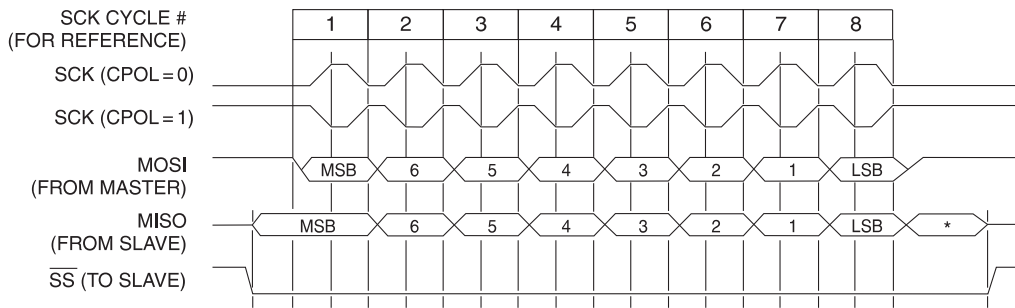 SCK CYCLE #
(FOR REFERENCE)
1 2 3 4 5 6 7 8
SCK (CPOL = 0)
SCK (CPOL = 1)
MOSI
(FROM MASTER)
MSB 6 5 4 3 2 1 LSB
MISO
(FROM SLAVE)
MSB 6 5 4 3 2 1 LSB *
SS (TO SLAVE)